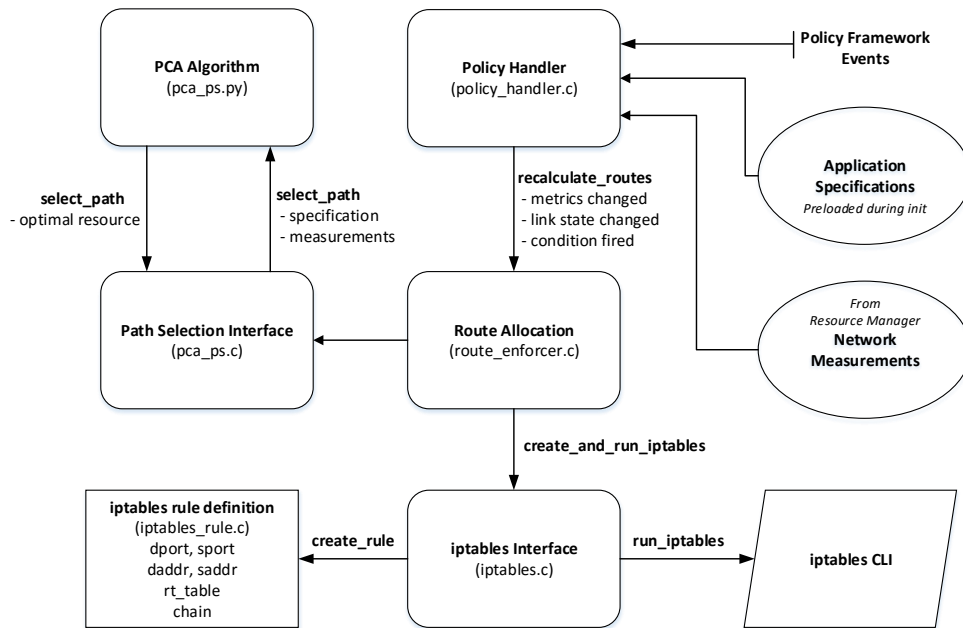 PCA Algorithm
(pca_ps.py)
Policy Handler
(policy_handler.c)
Policy Framework
Events
Application
Specifications
Preloaded during init
select_path
- optimal resource
select_path
- specification
- measurements
recalculate_routes
- metrics changed
- link state changed
- condition fired
Path Selection Interface
(pca_ps.c)
Route Allocation
(route_enforcer.c)
From
Resource Manager
Network
Measurements
create_and_run_iptables
iptables rule definition
(iptables_rule.c)
dport, sport
daddr, saddr
rt_table
chain
create_rule
iptables Interface
(iptables.c)
run_iptables
iptables CLI